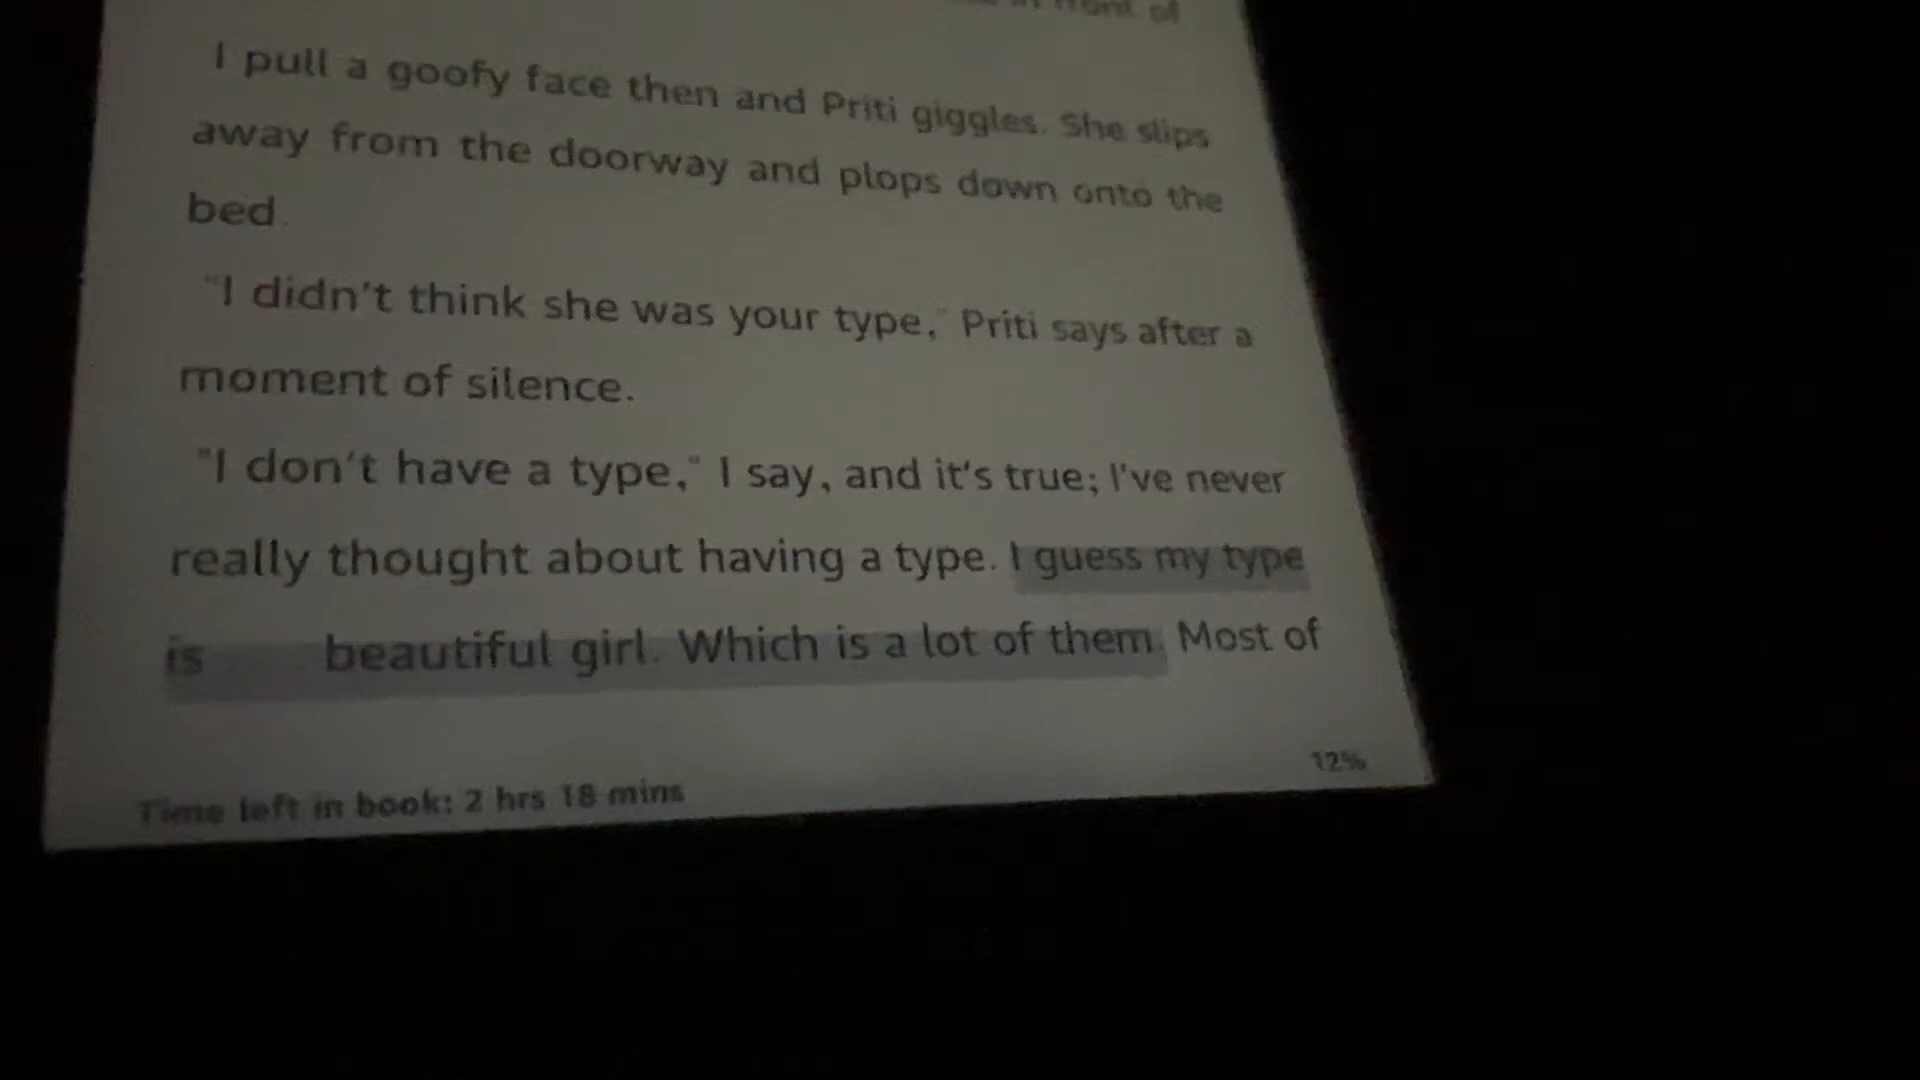 in front of
I pull a goofy face then and Priti giggles. She slips
away from the doorway and plops down onto the
bed.
"I didn't think she was your type," Priti says after a
moment of silence.
"I don't have a type," I say, and it's true; I've never
really thought about having a type. I guess my type
is beautiful girl. Which is a lot of them. Most of
12%
Time left in book: 2 hrs 18 mins